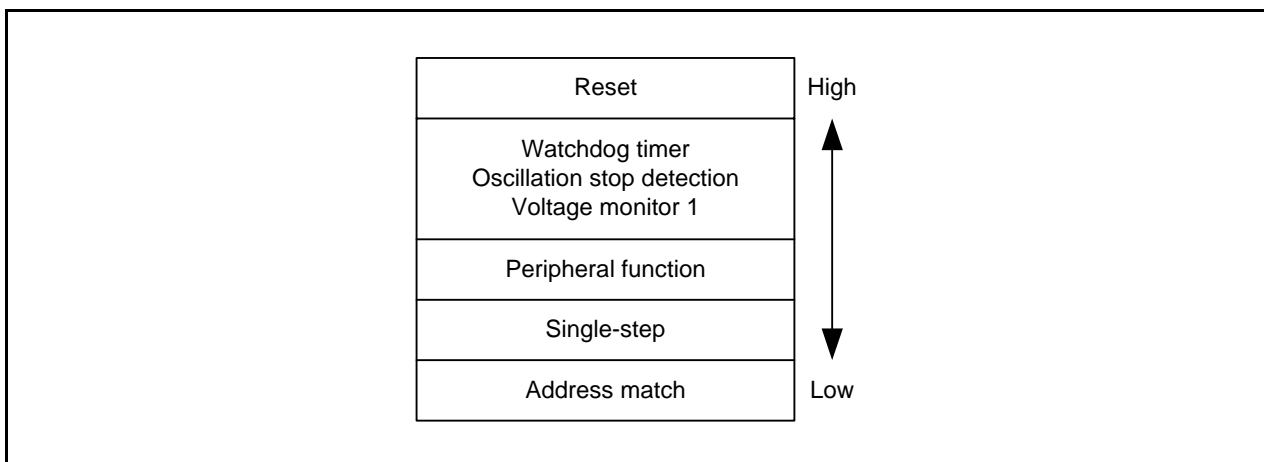 Reset
High
Watchdog timer
Oscillation stop detection
Voltage monitor 1
Peripheral function
Single-step
Address match
Low